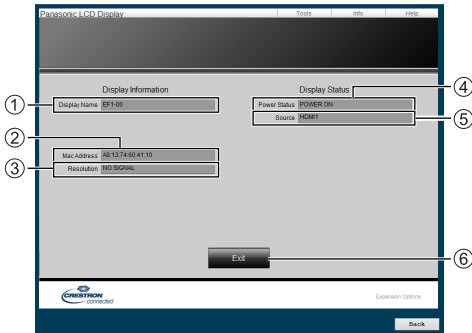 Panasonic LCD Display Tools Info Help
Display Information Display Status
① Display Name EF1-00
④ Power Status POWER ON
⑤ Source HDMI1
② Mac Address A8:13:74:60:41:10
③ Resolution NO SIGNAL
Exit ⑥
CRESTRON connected
Expansion Options
Back